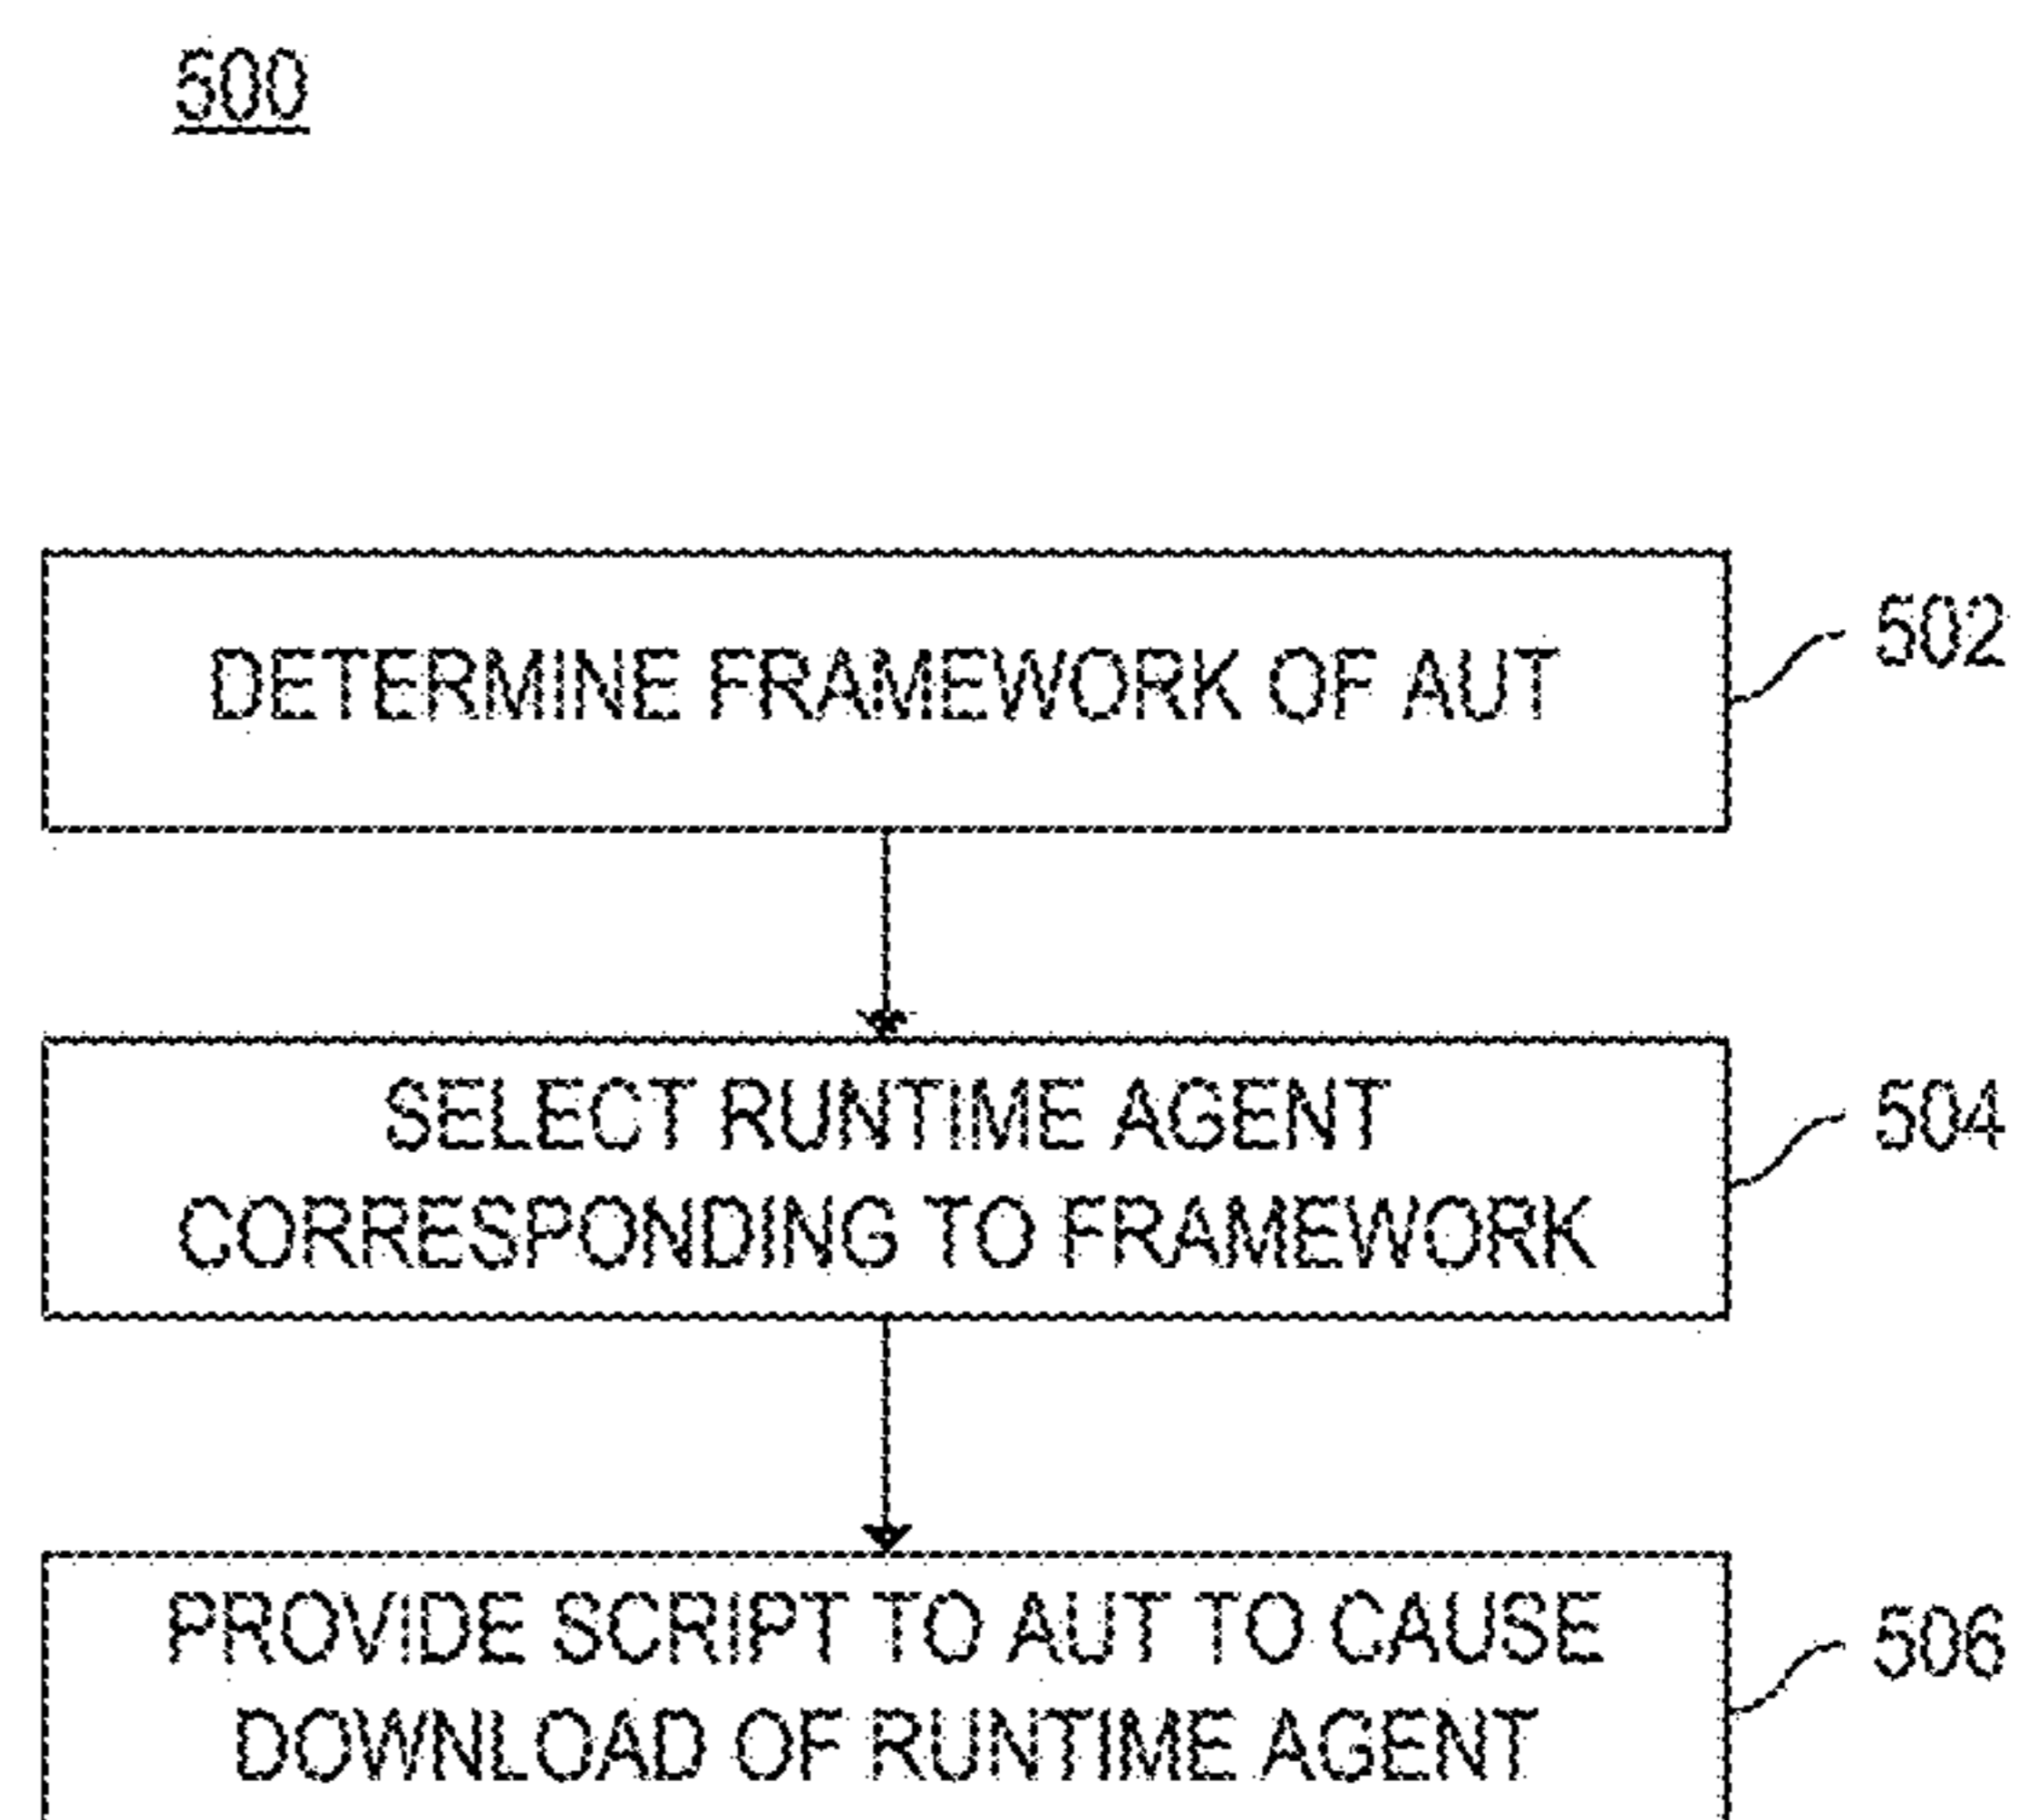 500
DETERMINE FRAMEWORK OF AUT
502
SELECT RUNTIME AGENT
CORRESPONDING TO FRAMEWORK
504
PROVIDE SCRIPT TO AUT TO CAUSE
DOWNLOAD OF RUNTIME AGENT
506